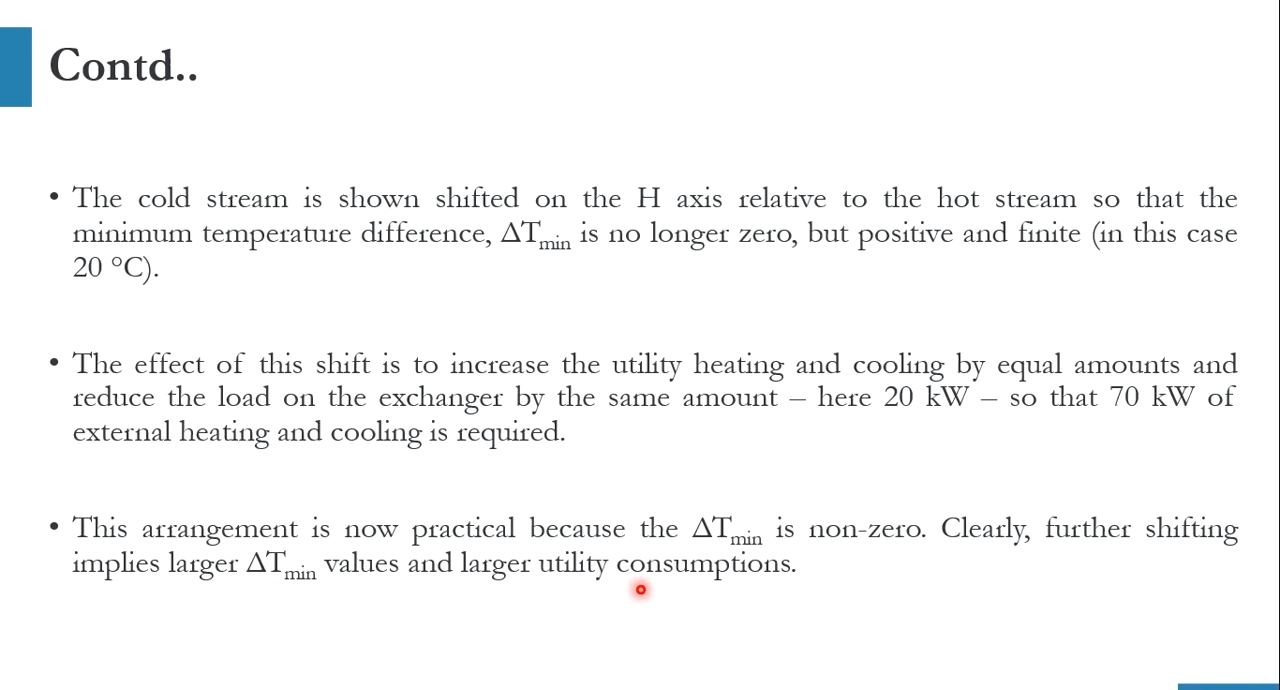 Contd..
• The cold stream is shown shifted on the H axis relative to the hot stream so that the
minimum temperature difference, ΔTmin is no longer zero, but positive and finite (in this case
20 °C).
• The effect of this shift is to increase the utility heating and cooling by equal amounts and
reduce the load on the exchanger by the same amount – here 20 kW – so that 70 kW of
external heating and cooling is required.
• This arrangement is now practical because the ΔTmin is non-zero. Clearly, further shifting
implies larger ΔTmin values and larger utility consumptions.